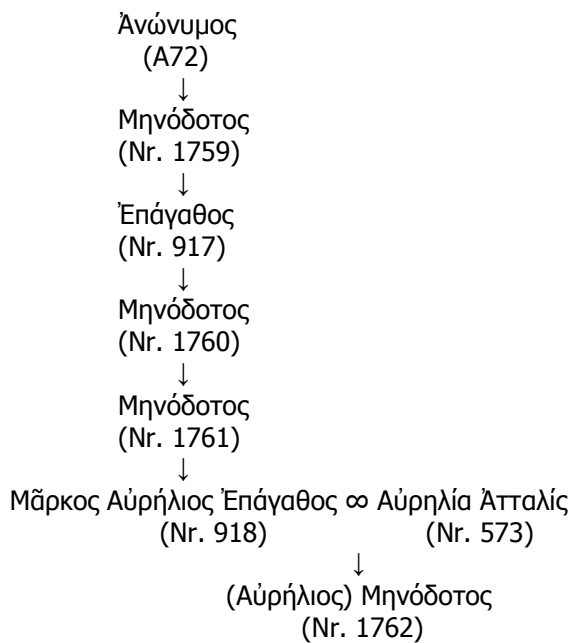 Ἀνώνυμος
(A72)
↓
Μηνόδοτος
(Nr. 1759)
↓
Ἐπάγαθος
(Nr. 917)
↓
Μηνόδοτος
(Nr. 1760)
↓
Μηνόδοτος
(Nr. 1761)
↓
Μᾶρκος Αὐρήλιος Ἐπάγαθος ∞ Αὐρηλία Ἀτταλίς
(Nr. 918) (Nr. 573)
↓
(Αὐρήλιος) Μηνόδοτος
(Nr. 1762)